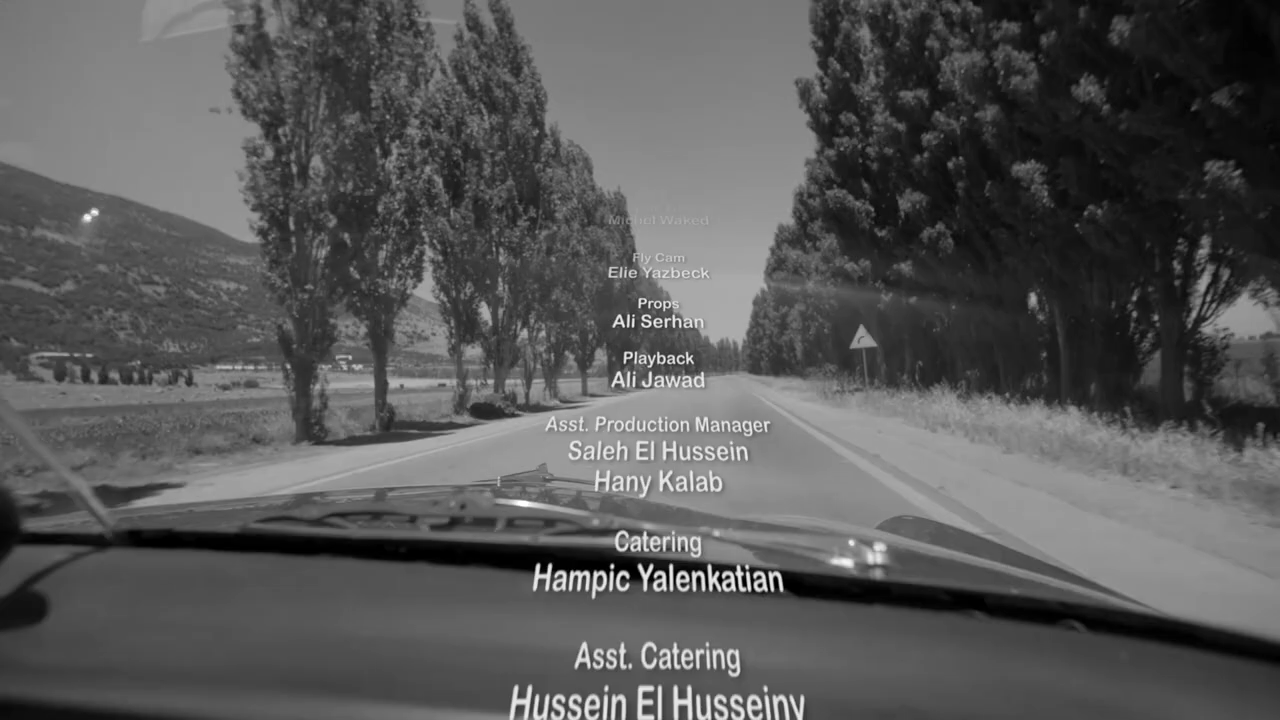 Michel Waked
Fly Cam
Elie Yazbeck
Props
Ali Serhan
Playback
Ali Jawad
Asst. Production Manager
Saleh El Hussein
Hany Kalab
Catering
Hampic Yalenkatian
Asst. Catering
Hussein El Husseiny